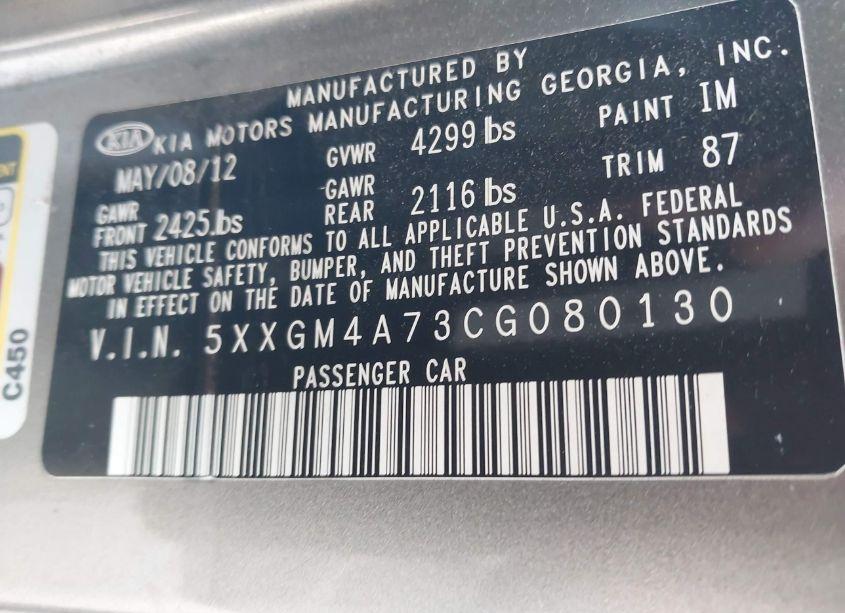 MANUFACTURED BY
KIA KIA MOTORS MANUFACTURING GEORGIA, INC.
MAY/08/12 GVWR 4299 lbs PAINT IM
GAWR FRONT 2425.lbs GAWR REAR 2116 lbs TRIM 87
THIS VEHICLE CONFORMS TO ALL APPLICABLE U.S.A. FEDERAL
MOTOR VEHICLE SAFETY, BUMPER, AND THEFT PREVENTION STANDARDS
IN EFFECT ON THE DATE OF MANUFACTURE SHOWN ABOVE.
V.I.N. 5XXGM4A73CG080130
PASSENGER CAR
C450